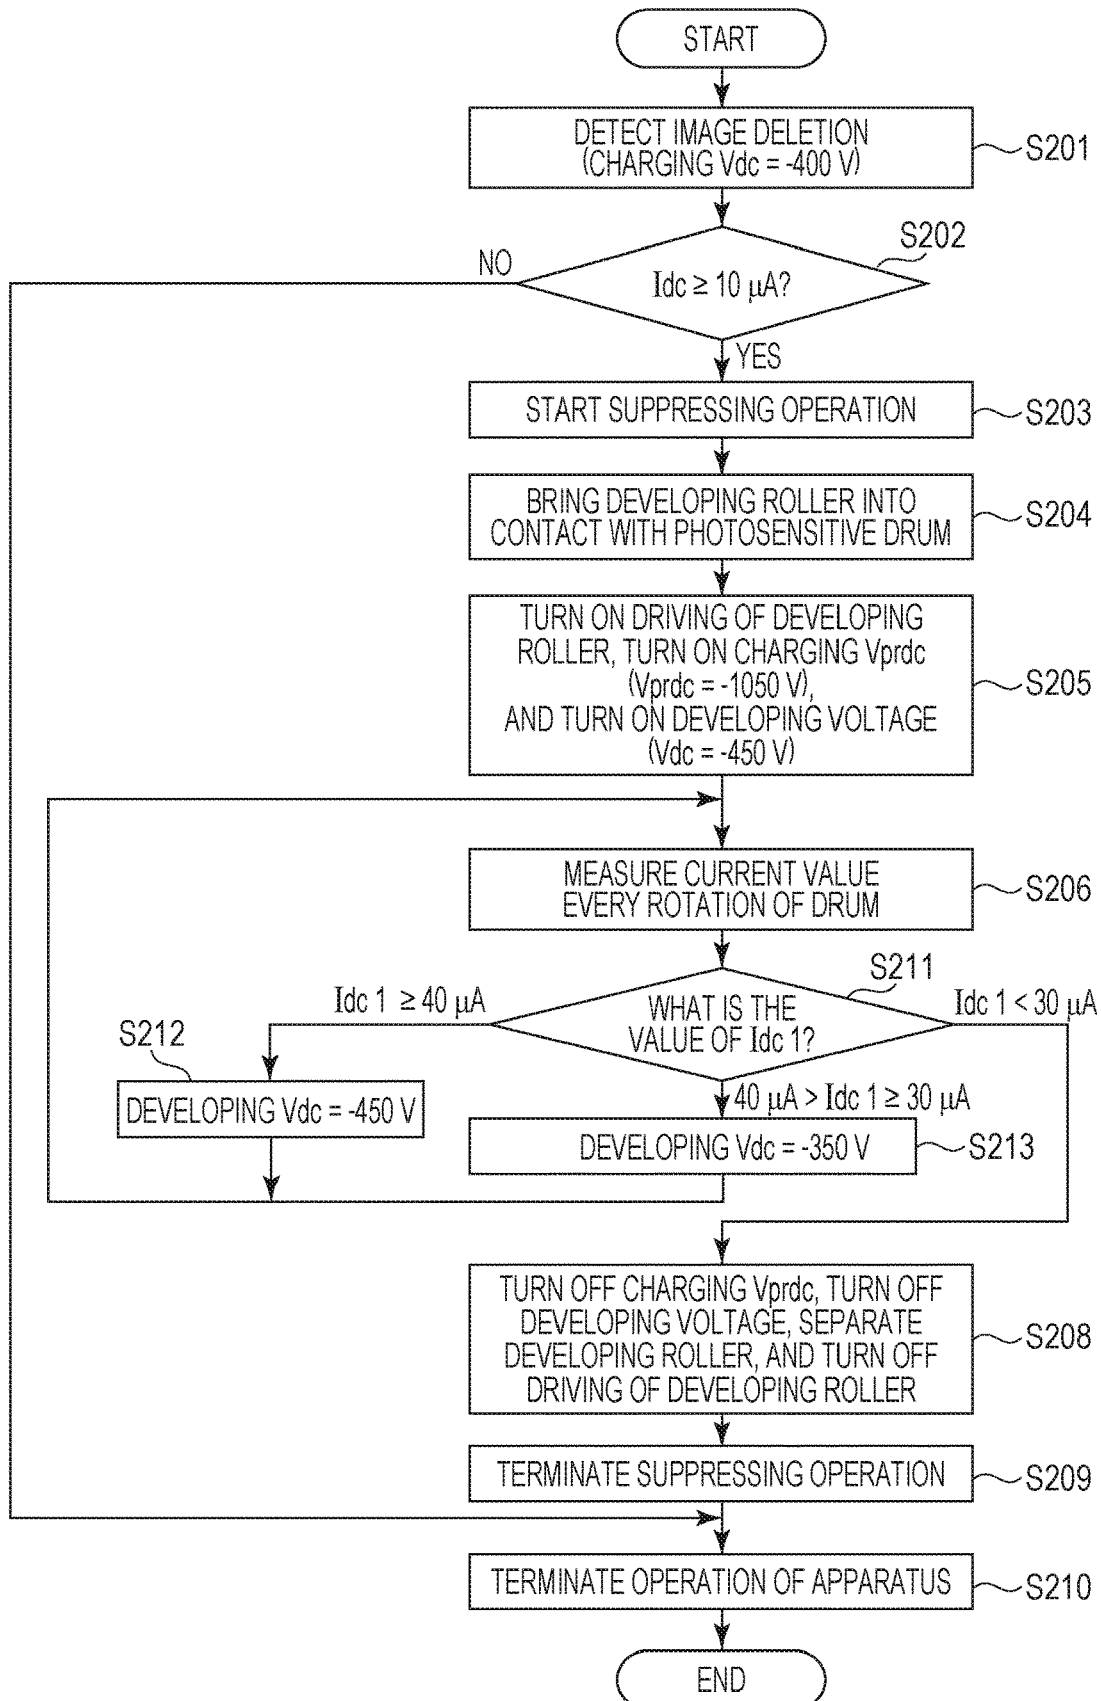 START
DETECT IMAGE DELETION
(CHARGING Vdc = -400 V)
S201
S202
NO
Idc ≥ 10 µA?
YES
START SUPPRESSING OPERATION
S203
BRING DEVELOPING ROLLER INTO
CONTACT WITH PHOTOSENSITIVE DRUM
S204
TURN ON DRIVING OF DEVELOPING
ROLLER, TURN ON CHARGING Vprdc
(Vprdc = -1050 V),
AND TURN ON DEVELOPING VOLTAGE
(Vdc = -450 V)
S205
MEASURE CURRENT VALUE
EVERY ROTATION OF DRUM
S206
S211
Idc 1 ≥ 40 µA
WHAT IS THE
VALUE OF Idc 1?
Idc 1 < 30 µA
S212
DEVELOPING Vdc = -450 V
40 µA > Idc 1 ≥ 30 µA
DEVELOPING Vdc = -350 V
S213
TURN OFF CHARGING Vprdc, TURN OFF
DEVELOPING VOLTAGE, SEPARATE
DEVELOPING ROLLER, AND TURN OFF
DRIVING OF DEVELOPING ROLLER
S208
TERMINATE SUPPRESSING OPERATION
S209
TERMINATE OPERATION OF APPARATUS
S210
END